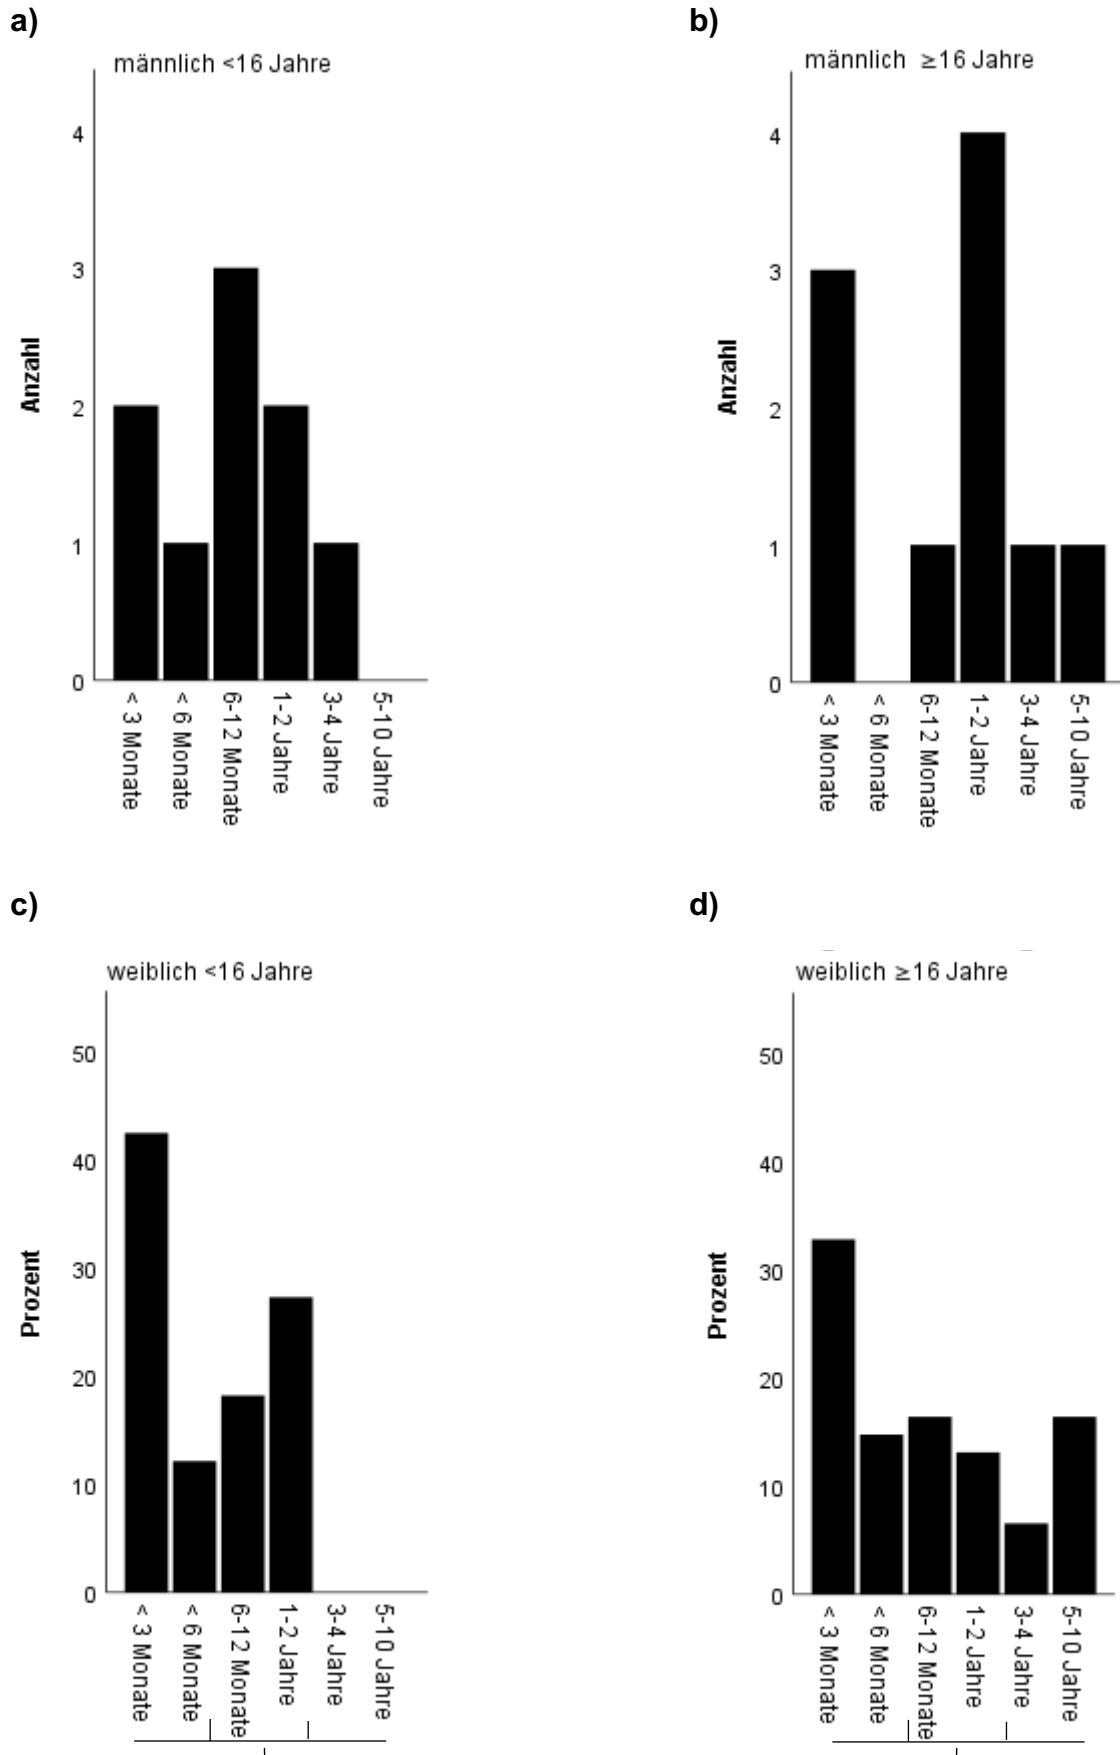 a)
männlich <16 Jahre
Anzahl
4
3
2
1
0
< 3 Monate
< 6 Monate
6-12 Monate
1-2 Jahre
3-4 Jahre
5-10 Jahre
b)
männlich ≥16 Jahre
Anzahl
4
3
2
1
0
< 3 Monate
< 6 Monate
6-12 Monate
1-2 Jahre
3-4 Jahre
5-10 Jahre
c)
weiblich <16 Jahre
Prozent
50
40
30
20
10
0
< 3 Monate
< 6 Monate
6-12 Monate
1-2 Jahre
3-4 Jahre
5-10 Jahre
d)
weiblich ≥16 Jahre
Prozent
50
40
30
20
10
0
< 3 Monate
< 6 Monate
6-12 Monate
1-2 Jahre
3-4 Jahre
5-10 Jahre